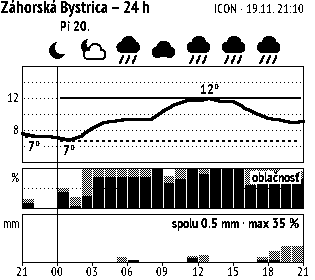 Záhorská Bystrica – 24 h
ICON · 19.11. 21:10
Pi 20.
12
8
12°
7°
7°
%
oblačnosť
mm
spolu 0.5 mm · max 35 %
21 00 03 06 09 12 15 18 21